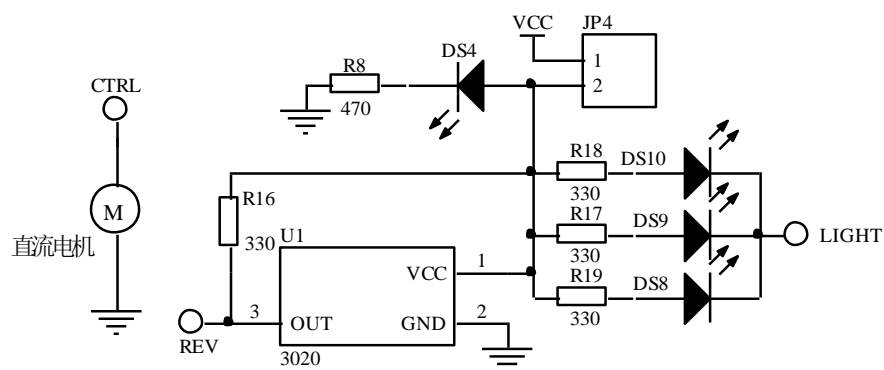 VCC
JP4
1
2
DS4
R8
470
CTRL
M
直流电机
R18
DS10
330
R17
DS9
330
R19
DS8
330
LIGHT
R16
330
U1
VCC
1
OUT
GND
2
3
REV
3020